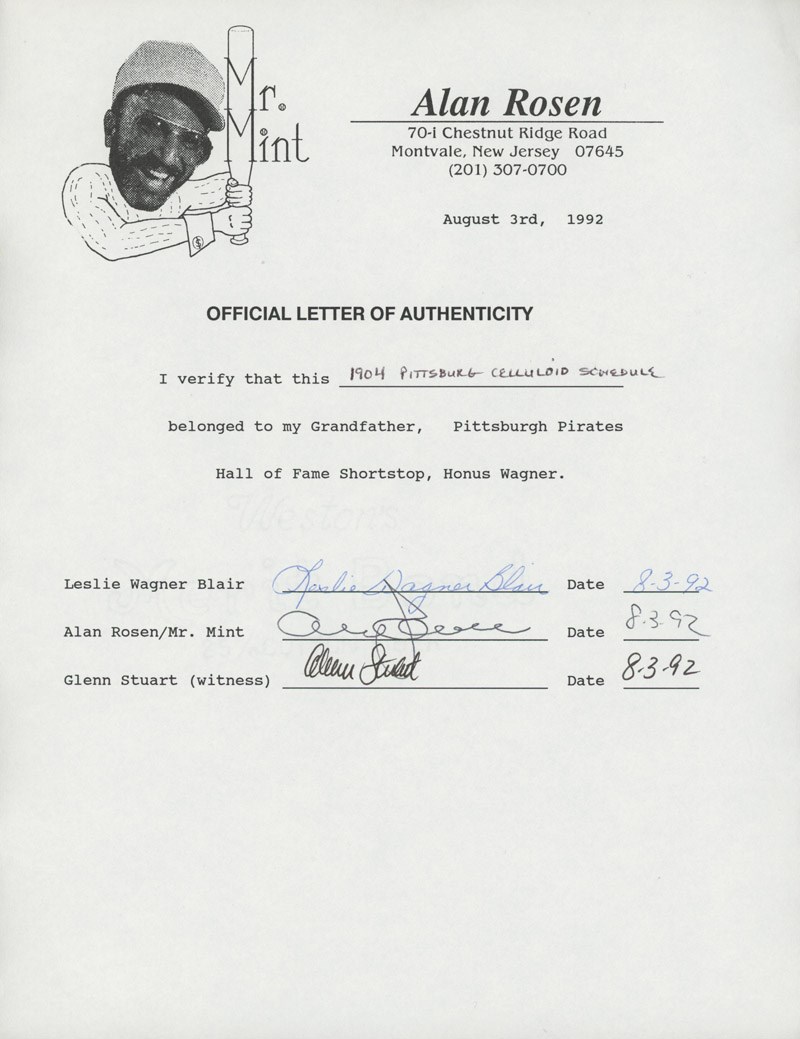 Mr.
Mint
Alan Rosen
70-i Chestnut Ridge Road
Montvale, New Jersey 07645
(201) 307-0700
August 3rd, 1992
OFFICIAL LETTER OF AUTHENTICITY
I verify that this 1904 PITTSBURG CELLULOID SCHEDULE
belonged to my Grandfather, Pittsburgh Pirates
Hall of Fame Shortstop, Honus Wagner.
Weston's
Leslie Wagner Blair Leslie Wagner Blair Date 8-3-92
Alan Rosen/Mr. Mint Alan Rosen Date 8.3.92
Glenn Stuart (witness) Glenn Stuart Date 8-3-92